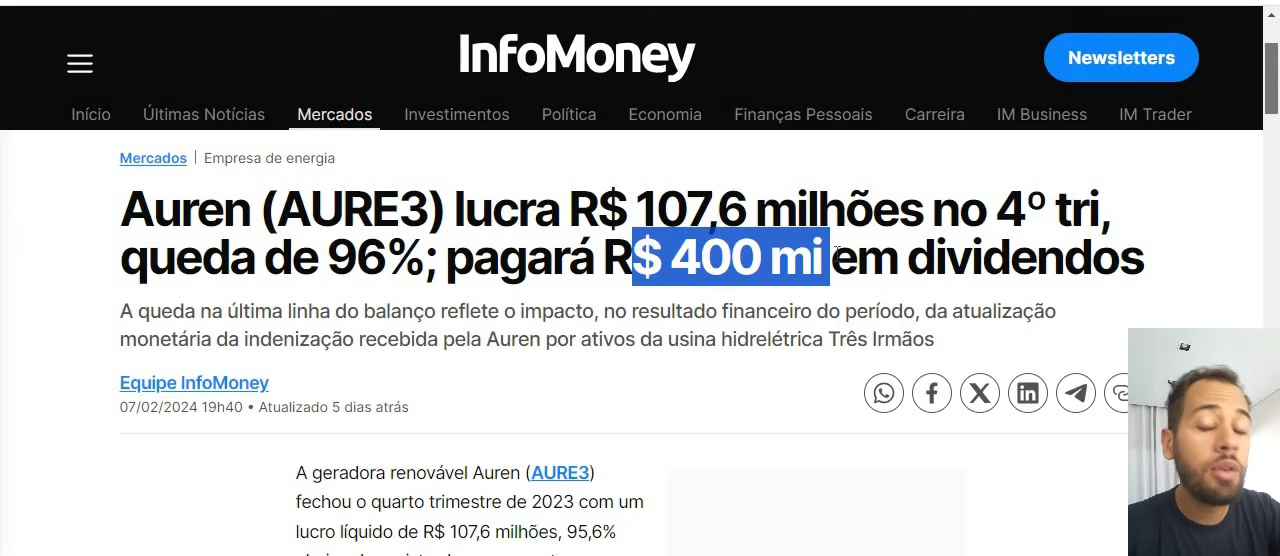 InfoMoney
Newsletters
Início Últimas Notícias Mercados Investimentos Política Economia Finanças Pessoais Carreira IM Business IM Trader
Mercados | Empresa de energia
Auren (AURE3) lucra R$ 107,6 milhões no 4º tri,
queda de 96%; pagará R$ 400 mi em dividendos
A queda na última linha do balanço reflete o impacto, no resultado financeiro do período, da atualização
monetária da indenização recebida pela Auren por ativos da usina hidrelétrica Três Irmãos
Equipe InfoMoney
07/02/2024 19h40 • Atualizado 5 dias atrás
A geradora renovável Auren (AURE3)
fechou o quarto trimestre de 2023 com um
lucro líquido de R$ 107,6 milhões, 95,6%